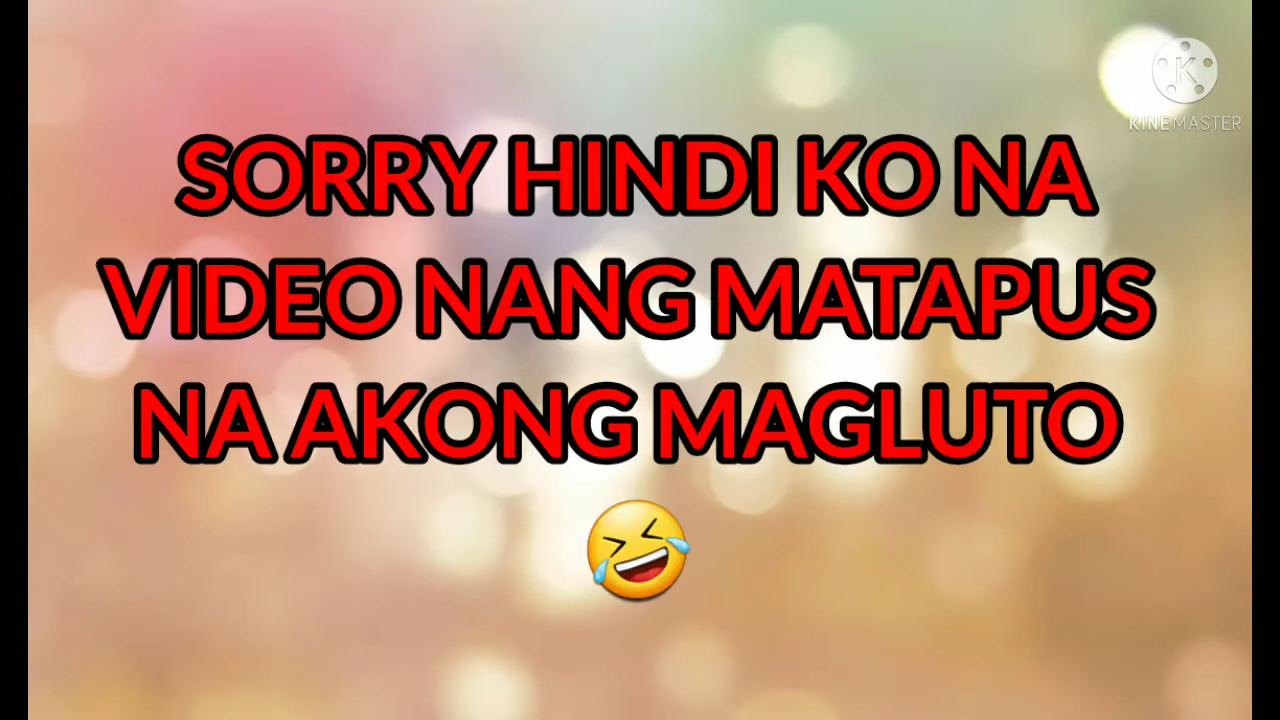 KINEMASTER
SORRY HINDI KO NA
VIDEO NANG MATAPUS
NA AKONG MAGLUTO